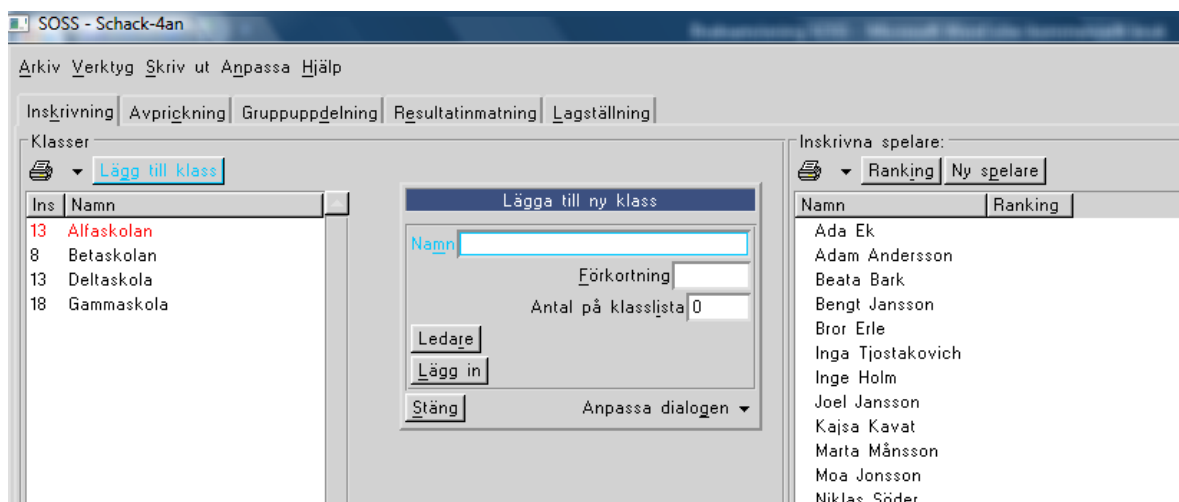 SOSS - Schack-4an
Arkiv Verktyg Skriv ut Anpassa Hjälp
Inskrivning Avprickning Gruppuppdelning Resultatinmatning Lagställning
Klasser
Lägg till klass
Ins Namn
13 Alfaskolan
8 Betaskolan
13 Deltaskola
18 Gammaskola
Lägga till ny klass
Namn
Förkortning
Antal på klasslista 0
Ledare
Lägg in
Stäng Anpassa dialogen
Inskrivna spelare:
Ranking Ny spelare
Namn Ranking
Ada Ek
Adam Andersson
Beata Bark
Bengt Jansson
Bror Erle
Inga Tjostakovich
Inge Holm
Joel Jansson
Kajsa Kavat
Marta Månsson
Moa Jonsson
Niklas Söder